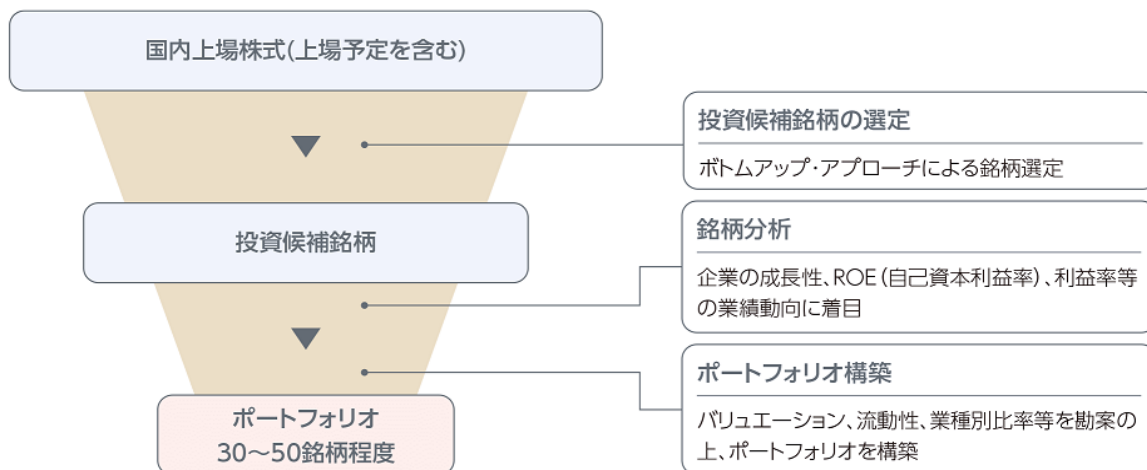 国内上場株式(上場予定を含む)
投資候補銘柄の選定
ボトムアップ・アプローチによる銘柄選定
投資候補銘柄
銘柄分析
企業の成長性、ROE(自己資本利益率)、利益率等
の業績動向に着目
ポートフォリオ
30〜50銘柄程度
ポートフォリオ構築
バリュエーション、流動性、業種別比率等を勘案の
上、ポートフォリオを構築